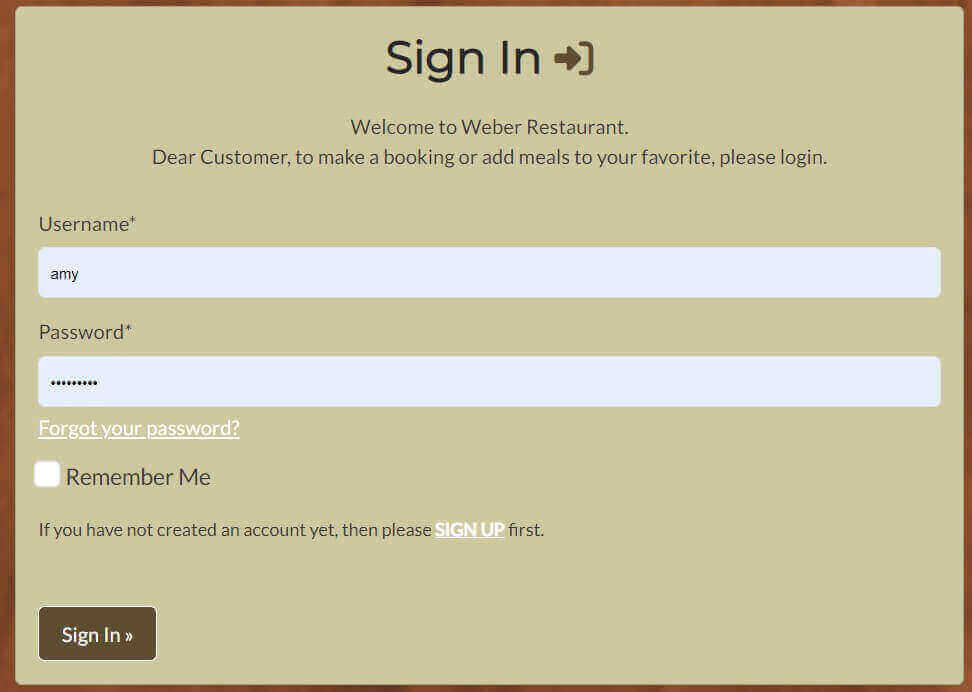 Sign In
Welcome to Weber Restaurant.
Dear Customer, to make a booking or add meals to your favorite, please login.
Username*
amy
Password*
•••••••••
Forgot your password?
Remember Me
If you have not created an account yet, then please SIGN UP first.
Sign In »